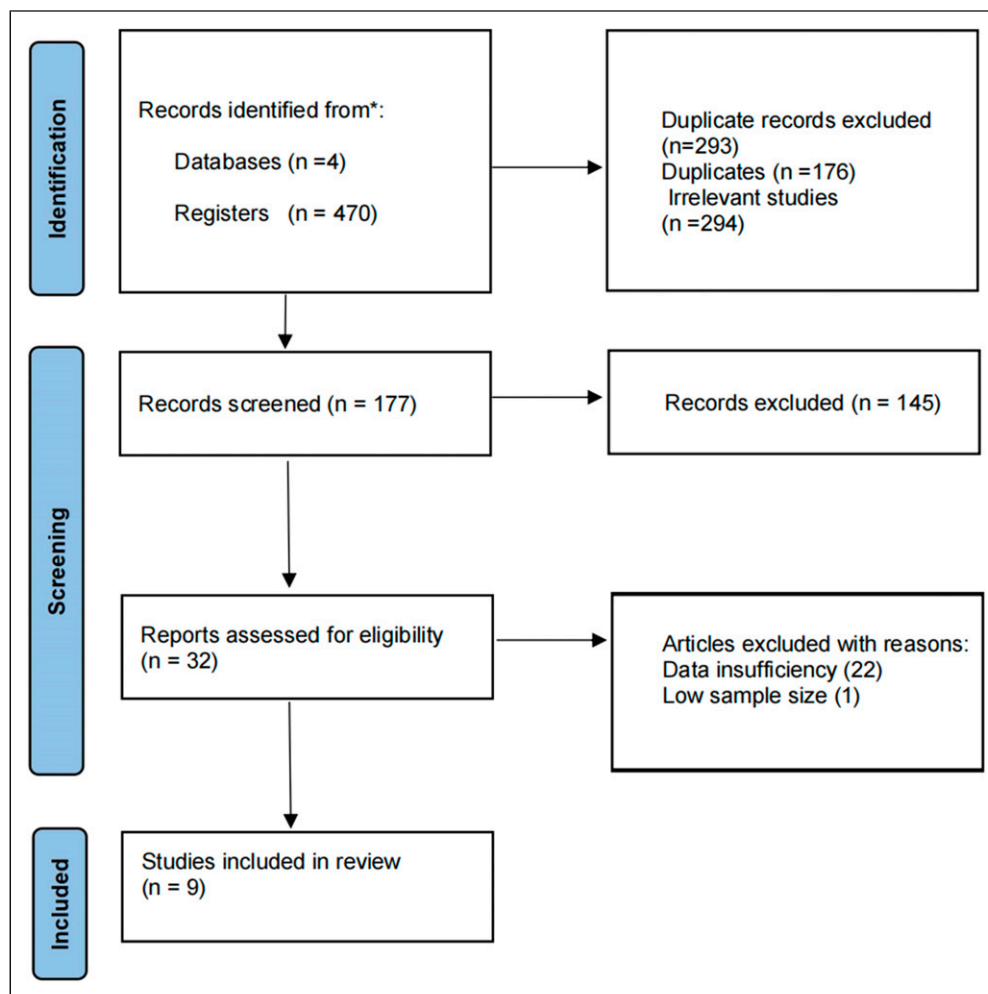 Identification
Records identified from*:
Databases (n =4)
Registers (n = 470)
Duplicate records excluded
(n=293)
Duplicates (n =176)
Irrelevant studies
(n =294)
Screening
Records screened (n = 177)
Records excluded (n = 145)
Reports assessed for eligibility
(n = 32)
Articles excluded with reasons:
Data insufficiency (22)
Low sample size (1)
Included
Studies included in review
(n = 9)